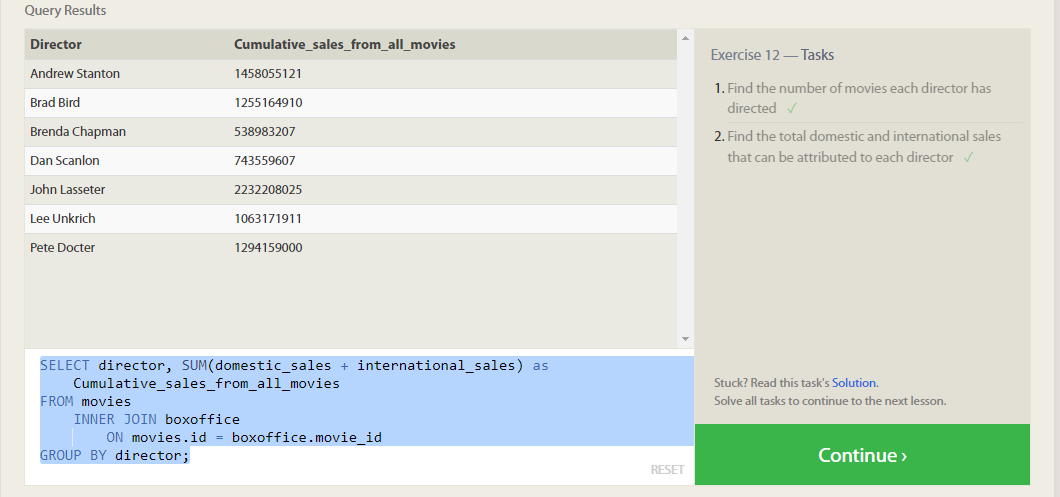 Query Results
Director Cumulative_sales_from_all_movies
Andrew Stanton 1458055121
Brad Bird 1255164910
Brenda Chapman 538983207
Dan Scanlon 743559607
John Lasseter 2232208025
Lee Unkrich 1063171911
Pete Docter 1294159000
SELECT director, SUM(domestic_sales + international_sales) as
Cumulative_sales_from_all_movies
FROM movies
INNER JOIN boxoffice
ON movies.id = boxoffice.movie_id
GROUP BY director;
RESET
Exercise 12 — Tasks
1. Find the number of movies each director has
directed ✓
2. Find the total domestic and international sales
that can be attributed to each director ✓
Stuck? Read this task's Solution.
Solve all tasks to continue to the next lesson.
Continue ›